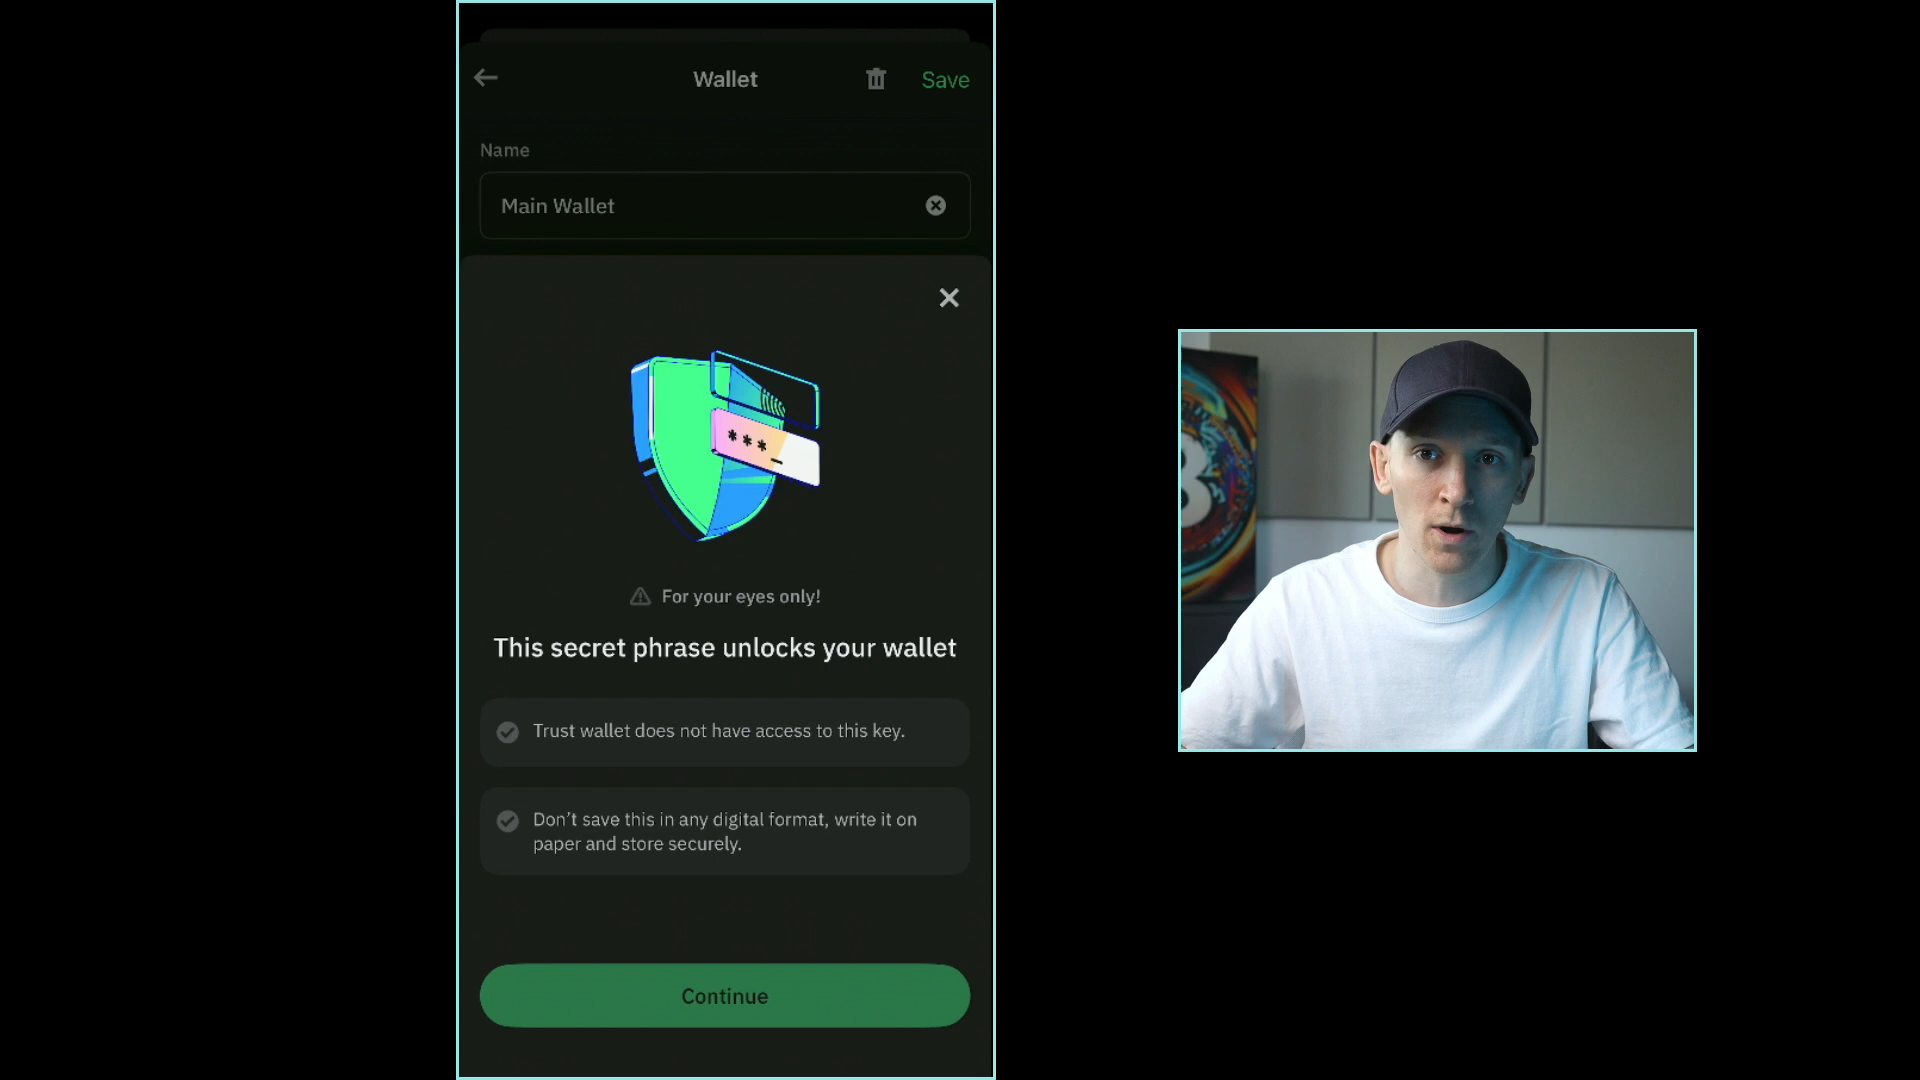 Wallet
Save
Name
Main Wallet
***_
For your eyes only!
This secret phrase unlocks your wallet
Trust wallet does not have access to this key.
Don’t save this in any digital format, write it on
paper and store securely.
Continue